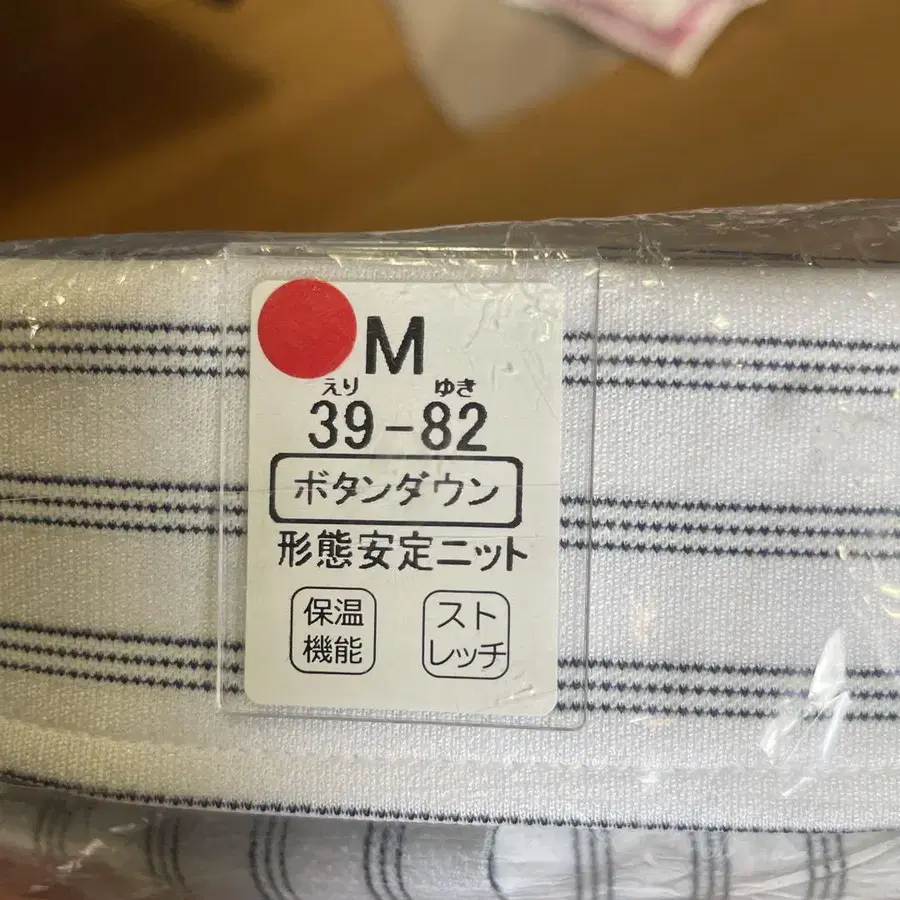 M
えり ゆき
39-82
ボタンダウン
形態安定ニット
保温 スト
機能 レッチ